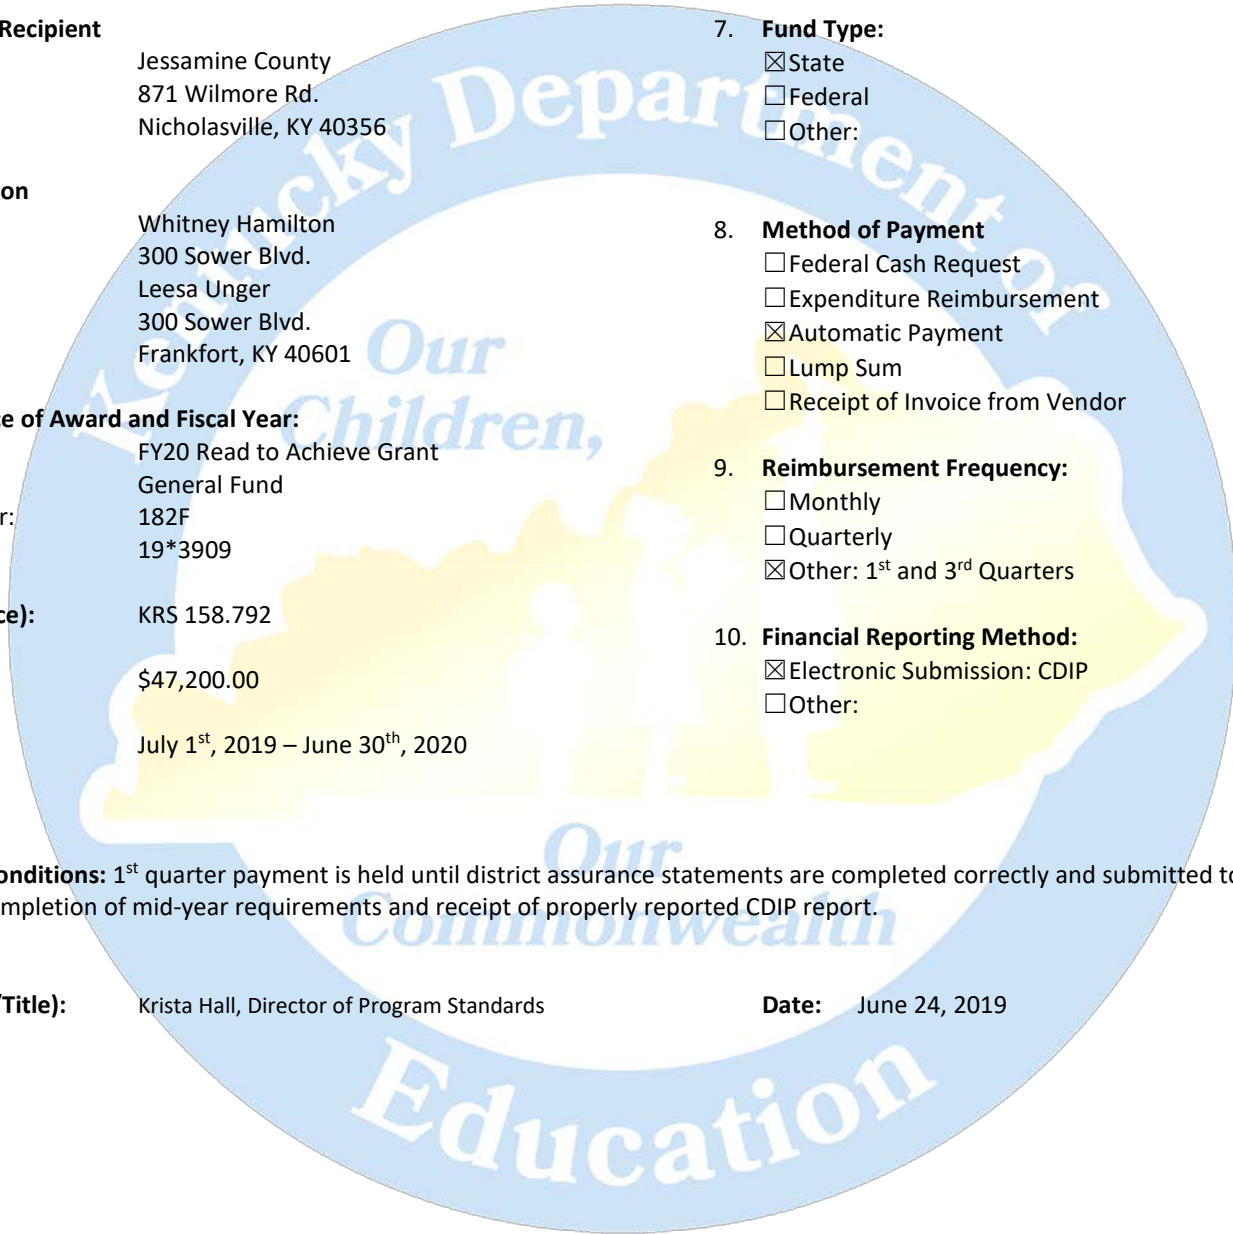 Recipient
Jessamine County
871 Wilmore Rd.
Nicholasville, KY 40356
on
Whitney Hamilton
300 Sower Blvd.
Leesa Unger
300 Sower Blvd.
Frankfort, KY 40601
e of Award and Fiscal Year:
FY20 Read to Achieve Grant
General Fund
r: 182F
19*3909
ce): KRS 158.792
$47,200.00
July 1st, 2019 – June 30th, 2020
7. Fund Type:
☒State
☐Federal
☐Other:
8. Method of Payment
☐Federal Cash Request
☐Expenditure Reimbursement
☒Automatic Payment
☐Lump Sum
☐Receipt of Invoice from Vendor
9. Reimbursement Frequency:
☐Monthly
☐Quarterly
☒Other: 1st and 3rd Quarters
10. Financial Reporting Method:
☒Electronic Submission: CDIP
☐Other:
onditions: 1st quarter payment is held until district assurance statements are completed correctly and submitted to
mpletion of mid-year requirements and receipt of properly reported CDIP report.
/Title): Krista Hall, Director of Program Standards Date: June 24, 2019
Kentucky Department of
Education
Our
Children,
Our
Commonwealth